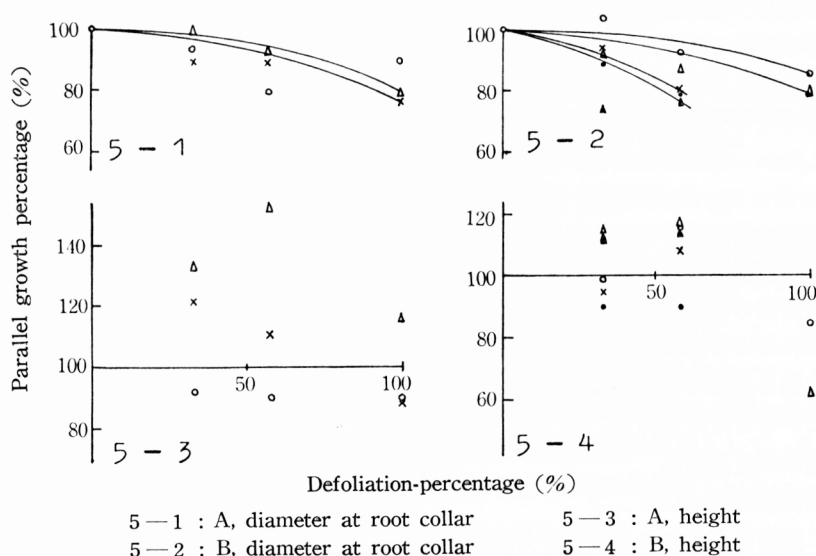 Parallel growth percentage (%)
100
80
60
5 — 1
100
80
60
5 — 2
140
120
100
80
50
100
5 — 3
120
100
80
60
50
100
5 — 4
Defoliation-percentage (%)
5—1 : A, diameter at root collar
5—2 : B, diameter at root collar
5—3 : A, height
5—4 : B, height